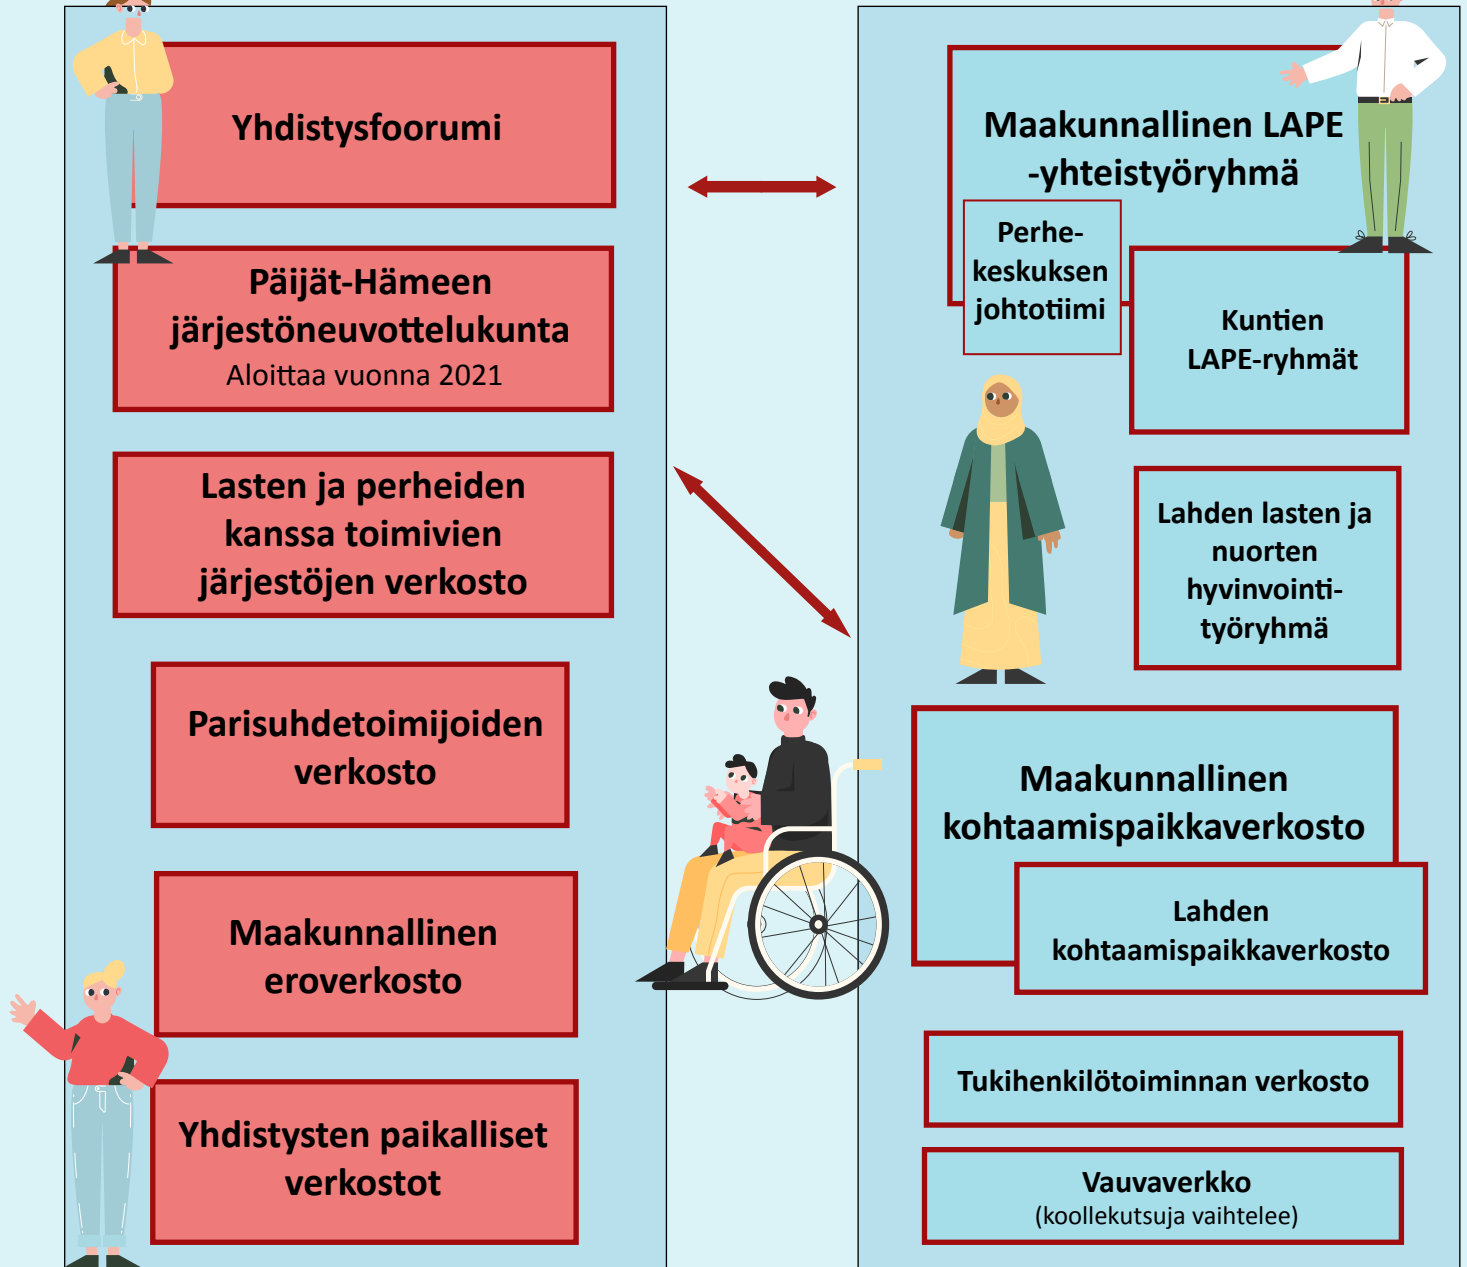 Yhdistysfoorumi
Päijät-Hämeen
järjestöneuvottelukunta
Aloittaa vuonna 2021
Lasten ja perheiden
kanssa toimivien
järjestöjen verkosto
Parisuhdetoimijoiden
verkosto
Maakunnallinen
eroverkosto
Yhdistysten paikalliset
verkostot
Maakunnallinen LAPE
-yhteistyöryhmä
Perhe-
keskuksen
johtotiimi
Kuntien
LAPE-ryhmät
Lahden lasten ja
nuorten
hyvinvointi-
työryhmä
Maakunnallinen
kohtaamispaikkaverkosto
Lahden
kohtaamispaikkaverkosto
Tukihenkilötoiminnan verkosto
Vauvaverkko
(koollekutsuja vaihtelee)